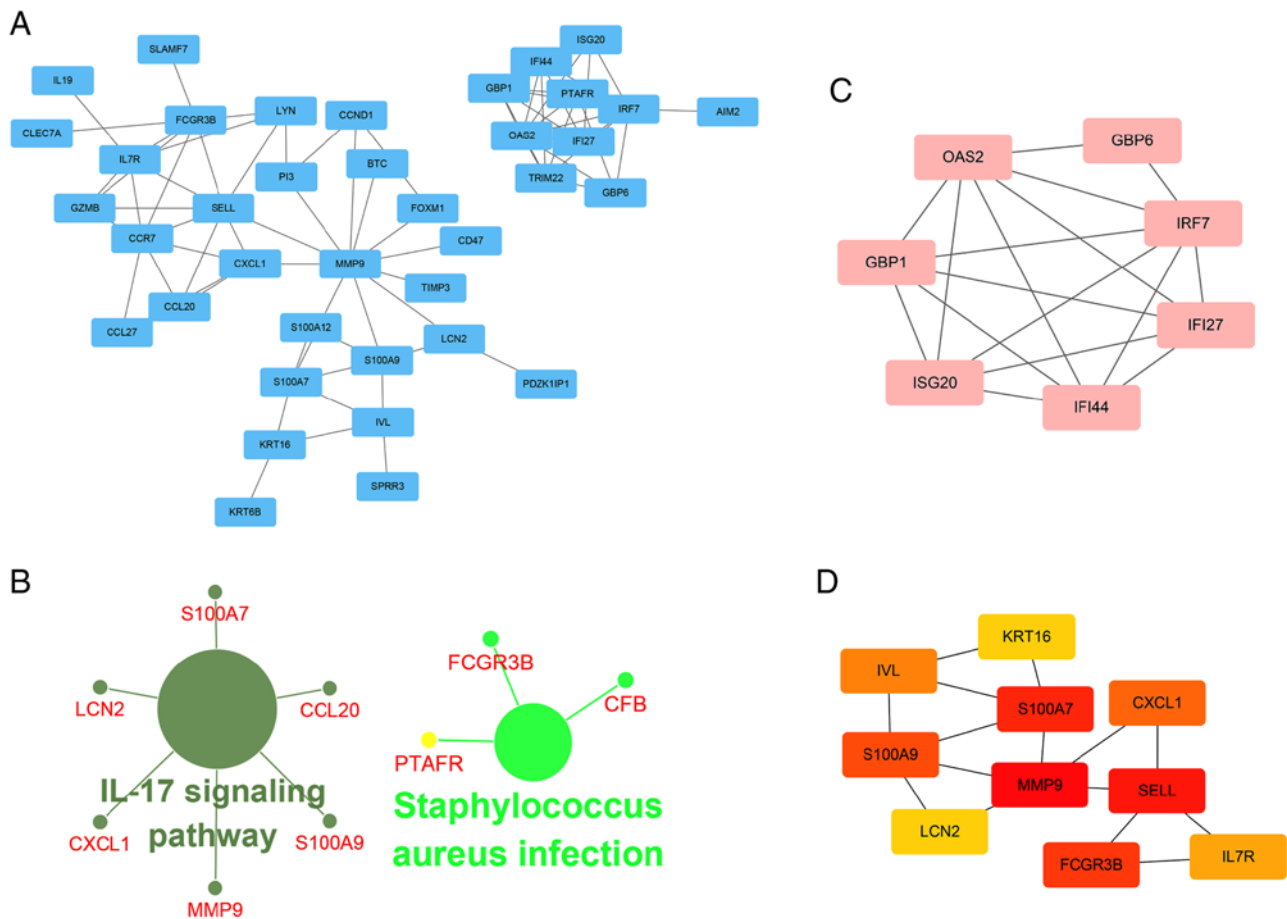 A
SLAMF7
IL19
CLEC7A
FCGR3B
LYN
CCND1
IL7R
PI3
BTC
GZMB
SELL
FOXM1
CCR7
CXCL1
MMP9
CD47
TIMP3
CCL20
CCL27
S100A12
LCN2
S100A9
S100A7
PDZK1IP1
IVL
KRT16
SPRR3
KRT6B
ISG20
IFI44
GBP1
PTAFR
IRF7
AIM2
OAS2
IFI27
TRIM22
GBP6
C
GBP6
OAS2
IRF7
GBP1
IFI27
ISG20
IFI44
B
S100A7
LCN2
CCL20
IL-17 signaling
pathway
CXCL1
S100A9
MMP9
FCGR3B
CFB
PTAFR
Staphylococcus
aureus infection
D
KRT16
IVL
S100A7
CXCL1
S100A9
MMP9
SELL
LCN2
FCGR3B
IL7R